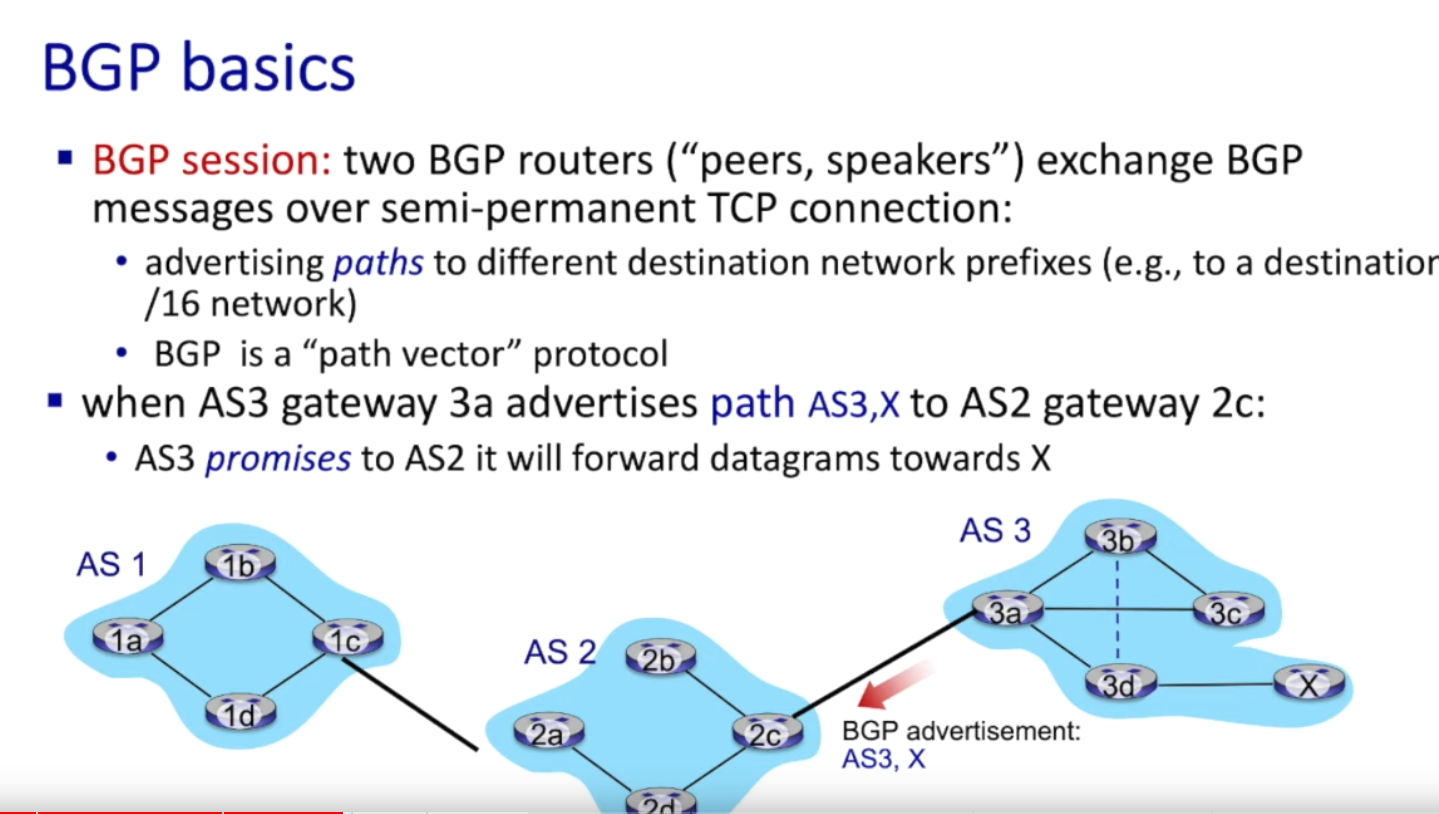 BGP basics
BGP session: two BGP routers (“peers, speakers”) exchange BGP
messages over semi-permanent TCP connection:
advertising paths to different destination network prefixes (e.g., to a destination
/16 network)
BGP is a “path vector” protocol
when AS3 gateway 3a advertises path AS3,X to AS2 gateway 2c:
AS3 promises to AS2 it will forward datagrams towards X
AS 1
1b
1a
1c
1d
AS 2
2b
2a
2c
2d
AS 3
3b
3a
3c
3d
X
BGP advertisement:
AS3, X